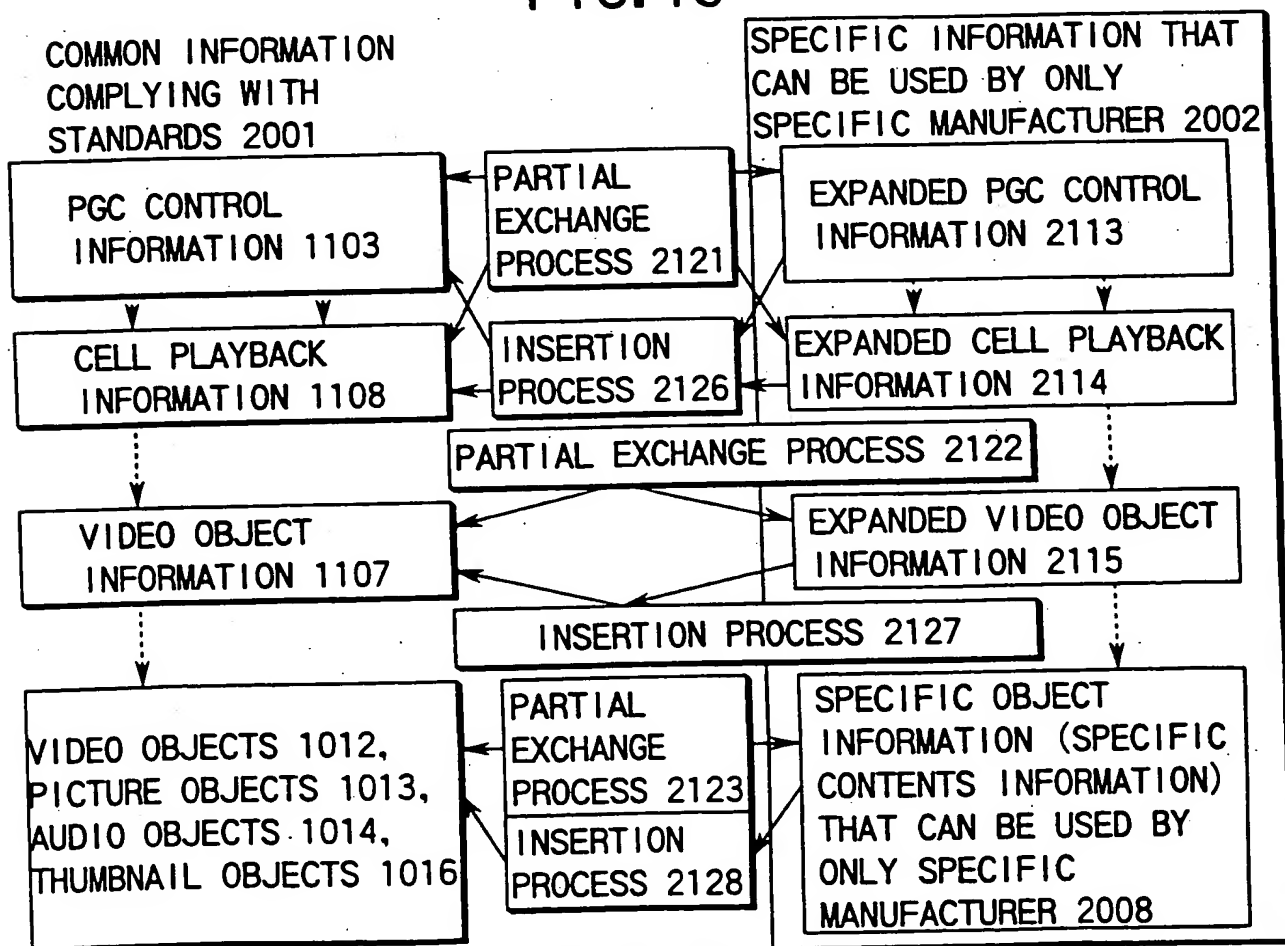 COMMON INFORMATION
COMPLYING WITH
STANDARDS 2001
SPECIFIC INFORMATION THAT
CAN BE USED BY ONLY
SPECIFIC MANUFACTURER 2002
PGC CONTROL
INFORMATION 1103
PARTIAL
EXCHANGE
PROCESS 2121
EXPANDED PGC CONTROL
INFORMATION 2113
CELL PLAYBACK
INFORMATION 1108
INSERTION
PROCESS 2126
EXPANDED CELL PLAYBACK
INFORMATION 2114
PARTIAL EXCHANGE PROCESS 2122
VIDEO OBJECT
INFORMATION 1107
EXPANDED VIDEO OBJECT
INFORMATION 2115
INSERTION PROCESS 2127
VIDEO OBJECTS 1012,
PICTURE OBJECTS 1013,
AUDIO OBJECTS 1014,
THUMBNAIL OBJECTS 1016
PARTIAL
EXCHANGE
PROCESS 2123
INSERTION
PROCESS 2128
SPECIFIC OBJECT
INFORMATION (SPECIFIC
CONTENTS INFORMATION)
THAT CAN BE USED BY
ONLY SPECIFIC
MANUFACTURER 2008